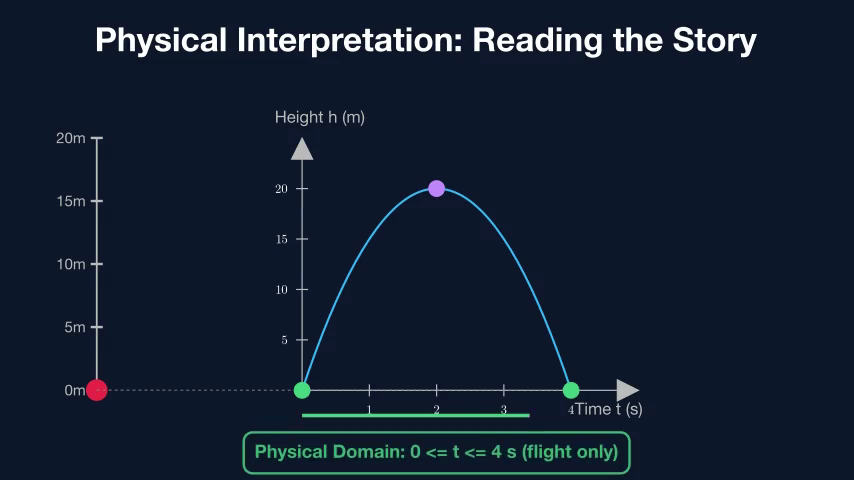 Physical Interpretation: Reading the Story
Height h (m)
20m
15m
10m
5m
0m
20
15
10
5
1
2
3
4
Time t (s)
Physical Domain: 0 <= t <= 4 s (flight only)